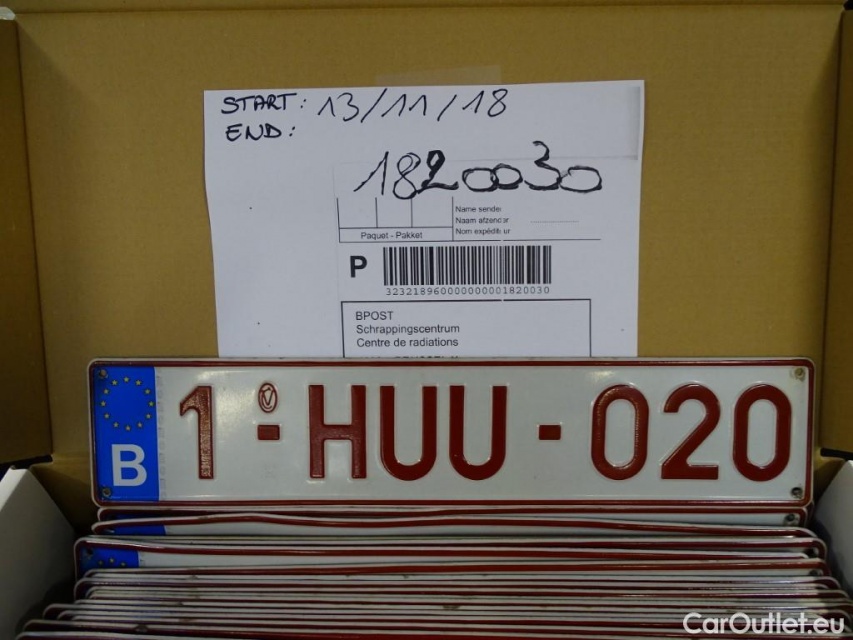 START: 13/11/18
END:
1820030
Name sender
Naam afzender
Paquet - Pakket Nom expéditeur
P
323218960000000001820030
BPOST
Schrappingscentrum
Centre de radiations
B 1-HUU-020
CarOutlet.eu